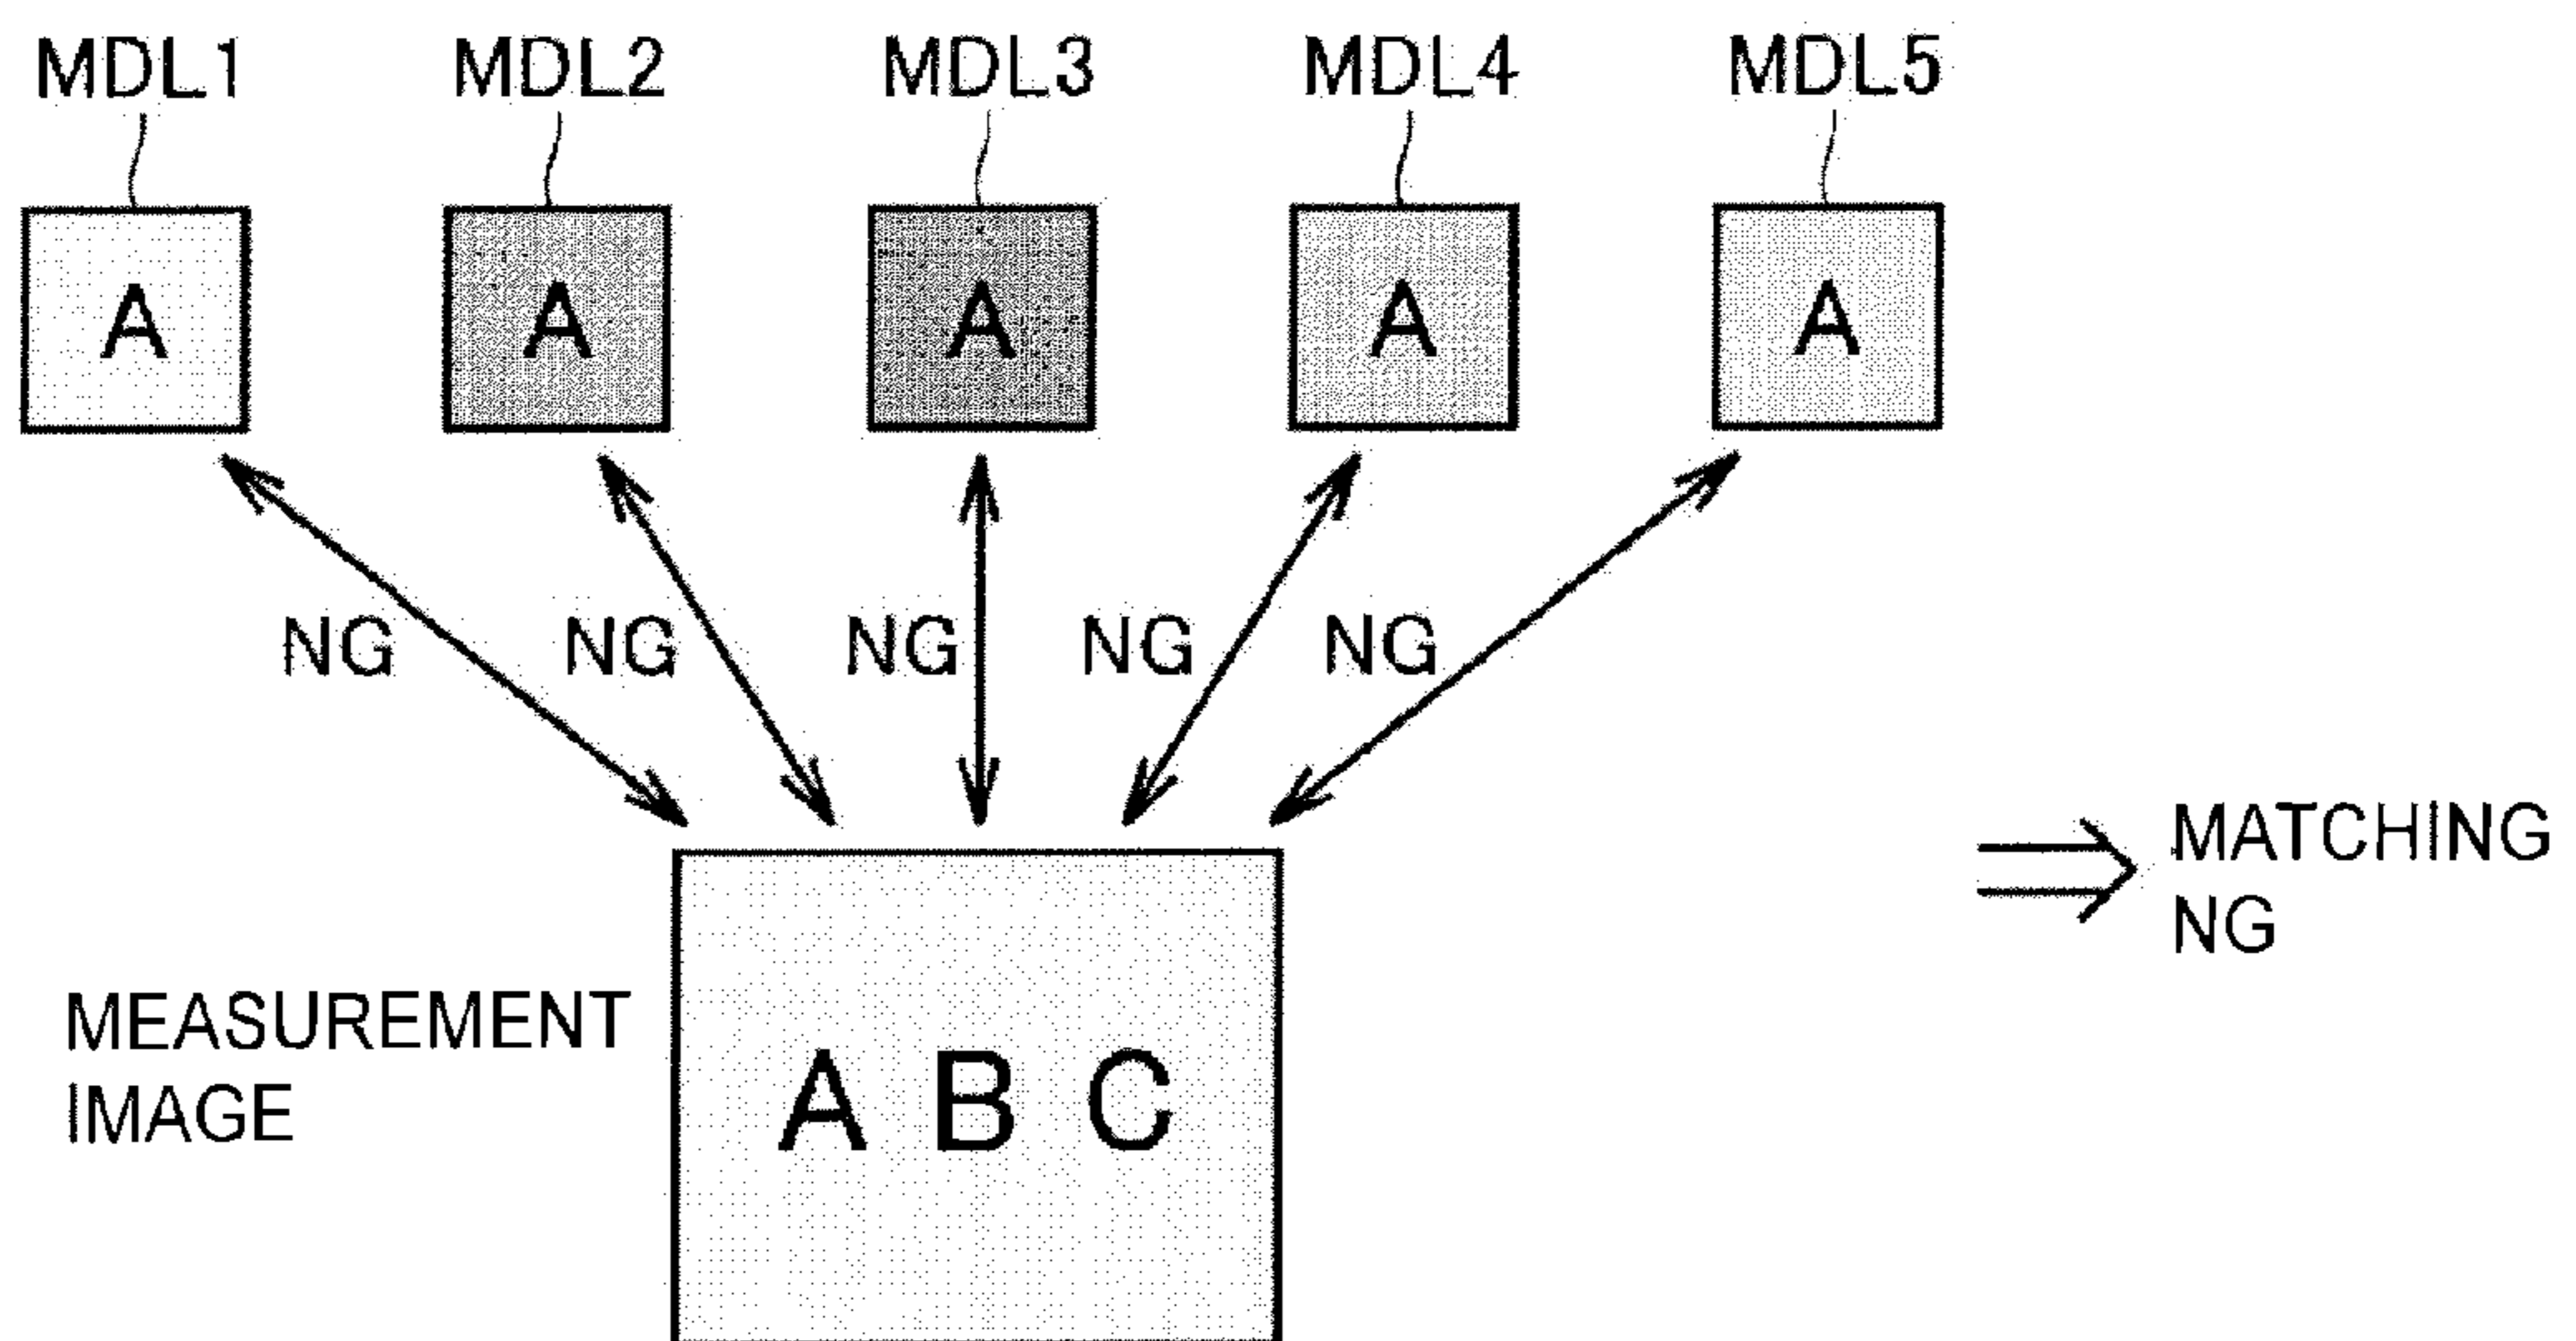 MDL1 MDL2 MDL3 MDL4 MDL5
A A A A A
NG NG NG NG NG
MATCHING
NG
MEASUREMENT
IMAGE
A B C